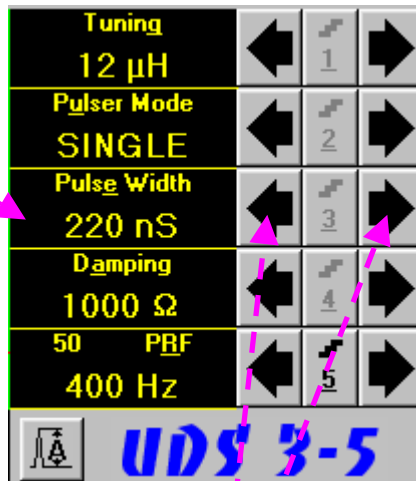 Tuning
12 µH
1
Pulser Mode
SINGLE
2
Pulse Width
220 nS
3
Damping
1000 Ω
4
50 PRF
400 Hz
5
UDS 3-5